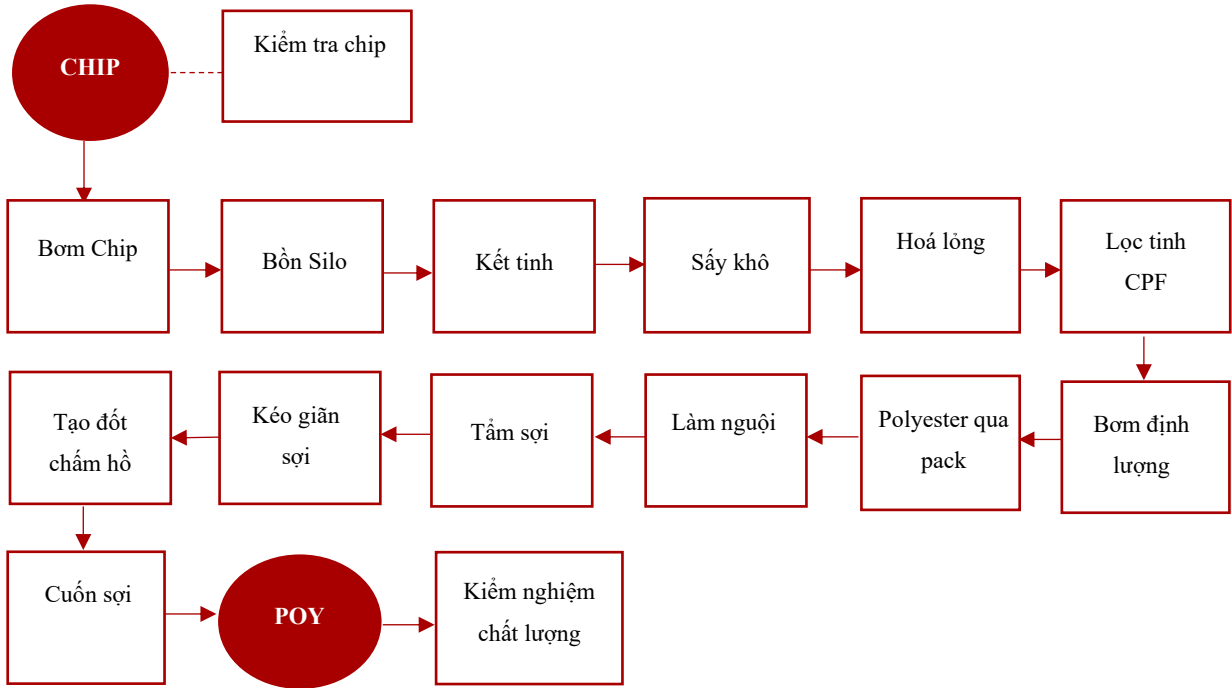 CHIP
Kiểm tra chip
Bơm Chip
Bồn Silo
Kết tinh
Sấy khô
Hoá lỏng
Lọc tinh
CPF
Tạo đốt
chấm hồ
Kéo giãn
sợi
Tẩm sợi
Làm nguội
Polyester qua
pack
Bơm định
lượng
Cuốn sợi
POY
Kiểm nghiệm
chất lượng